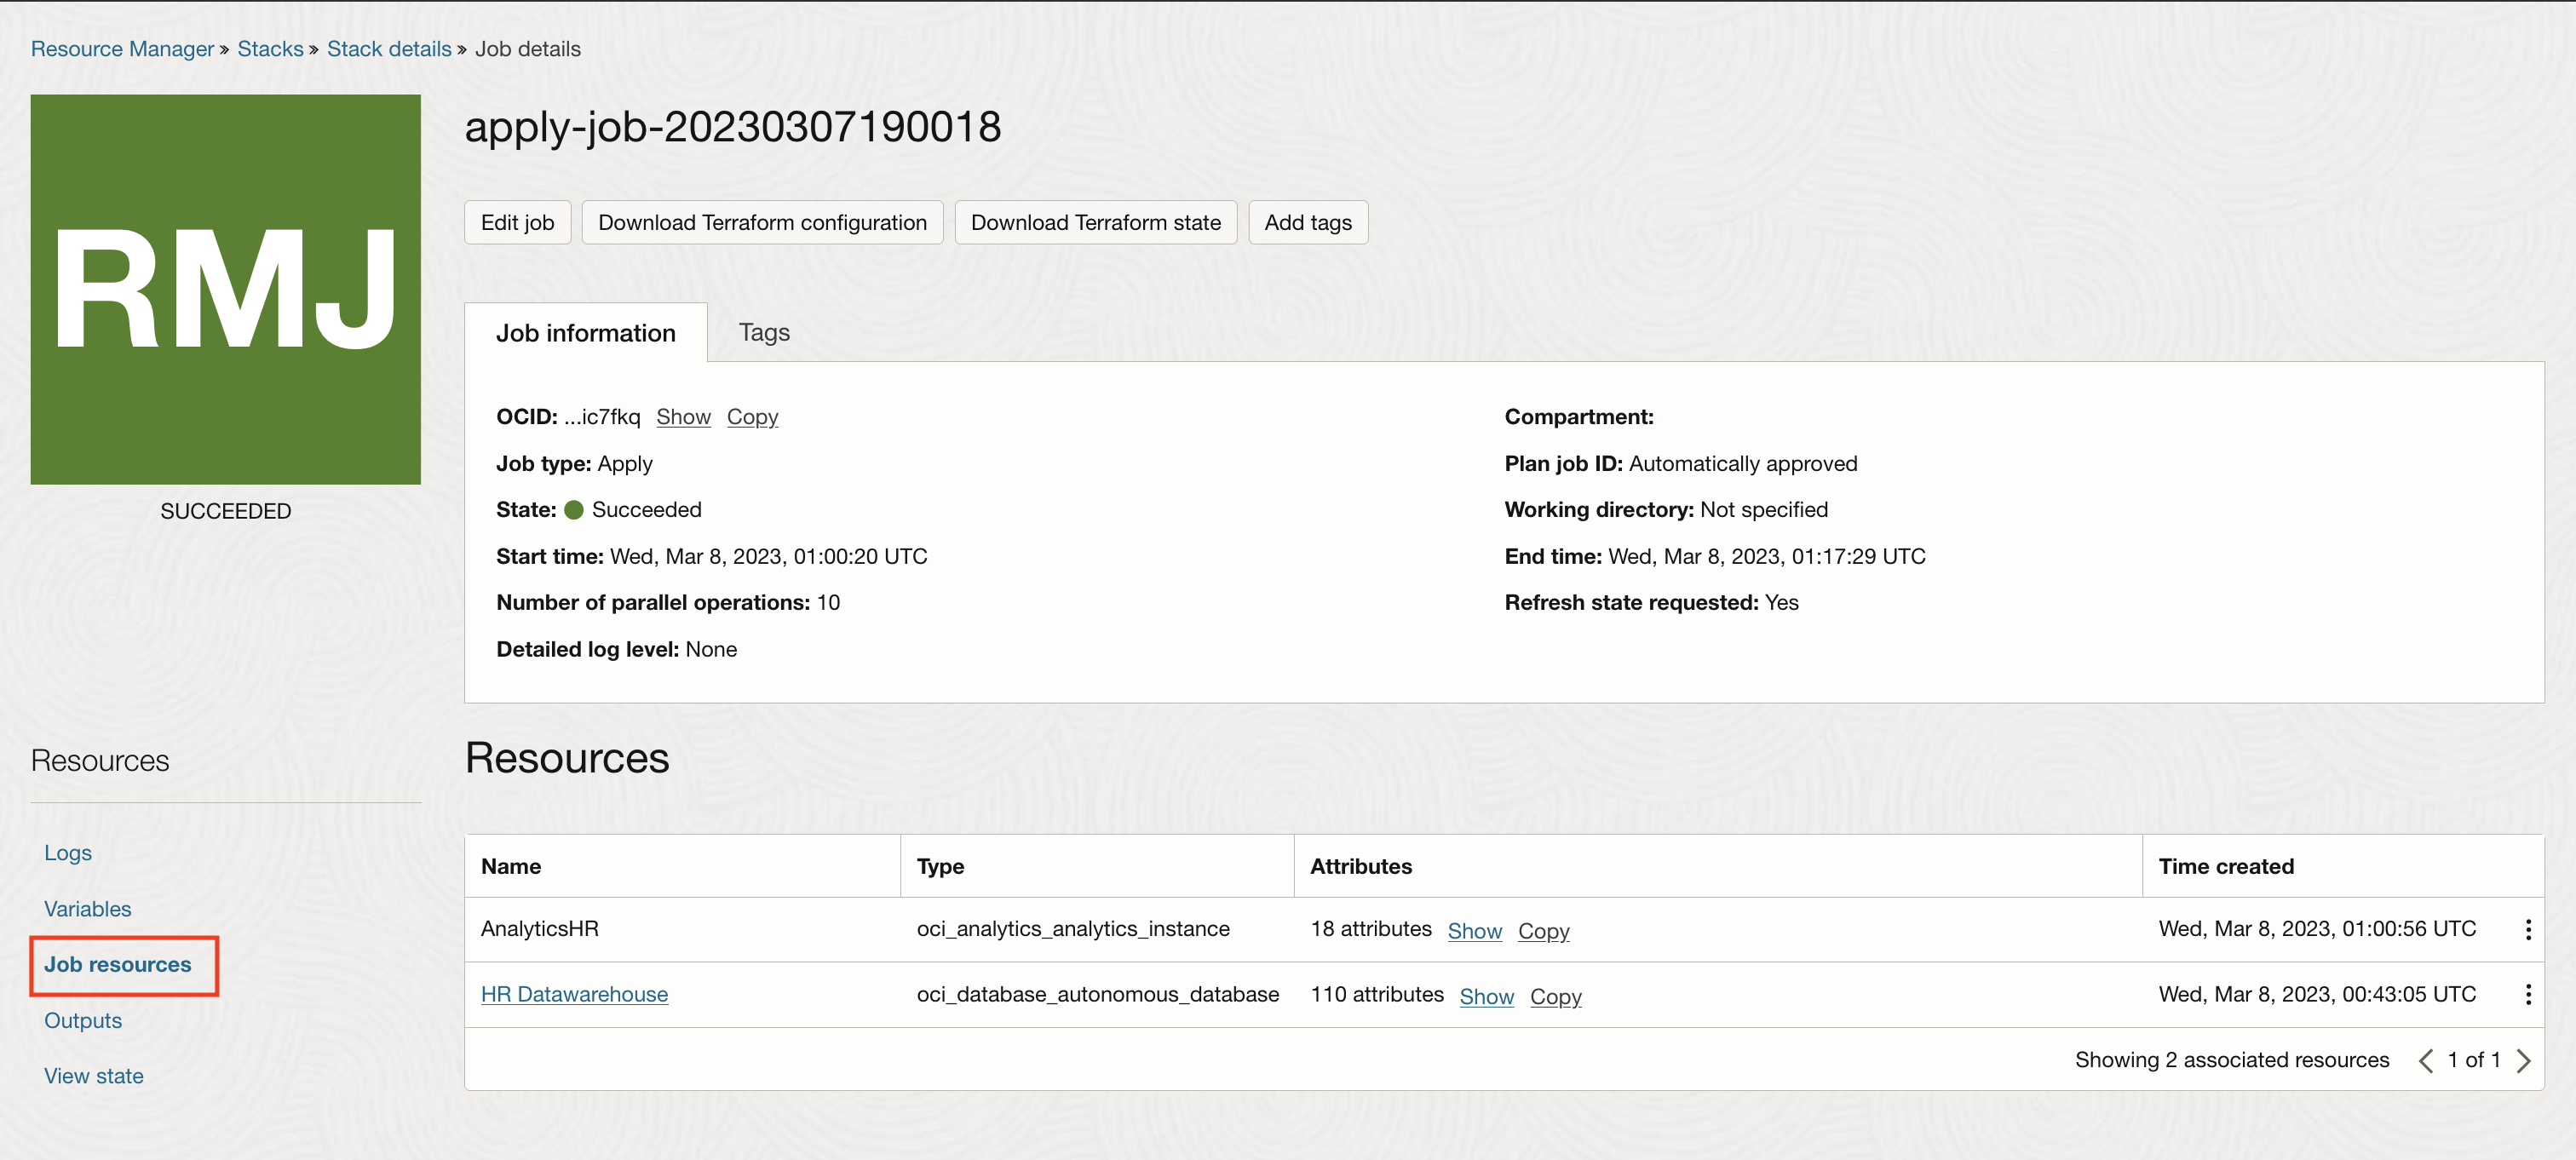 Resource Manager » Stacks » Stack details » Job details
RMJ
SUCCEEDED
apply-job-20230307190018
Edit job Download Terraform configuration Download Terraform state Add tags
Job information Tags
OCID: ...ic7fkq Show Copy
Job type: Apply
State: Succeeded
Start time: Wed, Mar 8, 2023, 01:00:20 UTC
Number of parallel operations: 10
Detailed log level: None
Compartment:
Plan job ID: Automatically approved
Working directory: Not specified
End time: Wed, Mar 8, 2023, 01:17:29 UTC
Refresh state requested: Yes
Resources
Logs
Variables
Job resources
Outputs
View state
Resources
Name Type Attributes Time created
AnalyticsHR oci_analytics_analytics_instance 18 attributes Show Copy Wed, Mar 8, 2023, 01:00:56 UTC
HR Datawarehouse oci_database_autonomous_database 110 attributes Show Copy Wed, Mar 8, 2023, 00:43:05 UTC
Showing 2 associated resources < 1 of 1 >